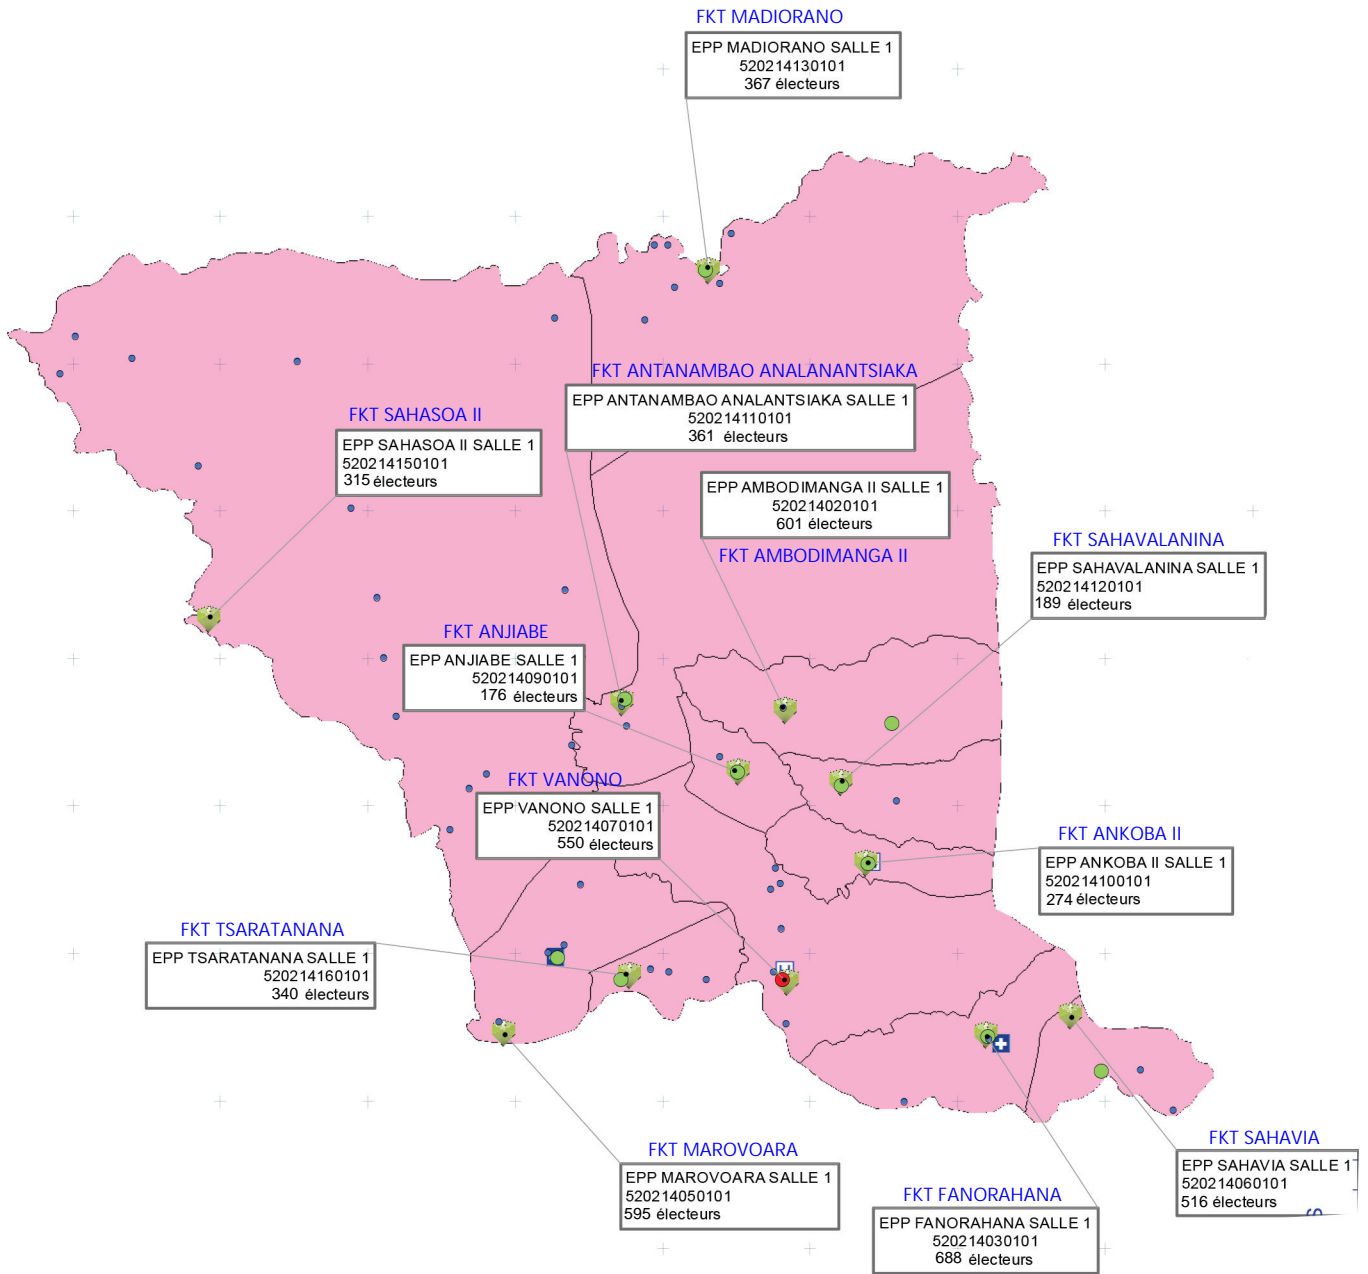 FKT MADIORANO
EPP MADIORANO SALLE 1
520214130101
367 électeurs
FKT ANTANAMBAO ANALANANTSIAKA
EPP ANTANAMBAO ANALANTSIAKA SALLE 1
520214110101
361 électeurs
FKT SAHASOA II
EPP SAHASOA II SALLE 1
520214150101
315 électeurs
EPP AMBODIMANGA II SALLE 1
520214020101
601 électeurs
FKT AMBODIMANGA II
FKT SAHAVALANINA
EPP SAHAVALANINA SALLE 1
520214120101
189 électeurs
FKT ANJIABE
EPP ANJIABE SALLE 1
520214090101
176 électeurs
FKT VANONO
EPP VANONO SALLE 1
520214070101
550 électeurs
FKT ANKOBA II
EPP ANKOBA II SALLE 1
520214100101
274 électeurs
FKT TSARATANANA
EPP TSARATANANA SALLE 1
520214160101
340 électeurs
FKT MAROVOARA
EPP MAROVOARA SALLE 1
520214050101
595 électeurs
FKT FANORAHANA
EPP FANORAHANA SALLE 1
520214030101
688 électeurs
FKT SAHAVIA
EPP SAHAVIA SALLE 1
520214060101
516 électeurs